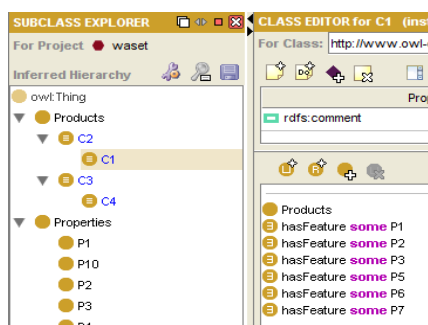 SUBCLASS EXPLORER
For Project waset
Inferred Hierarchy
owl:Thing
Products
C2
C1
C3
C4
Properties
P1
P10
P2
P3
CLASS EDITOR for C1 (inst
For Class: http://www.owl-
Prop
rdfs:comment
Products
hasFeature some P1
hasFeature some P2
hasFeature some P3
hasFeature some P5
hasFeature some P6
hasFeature some P7